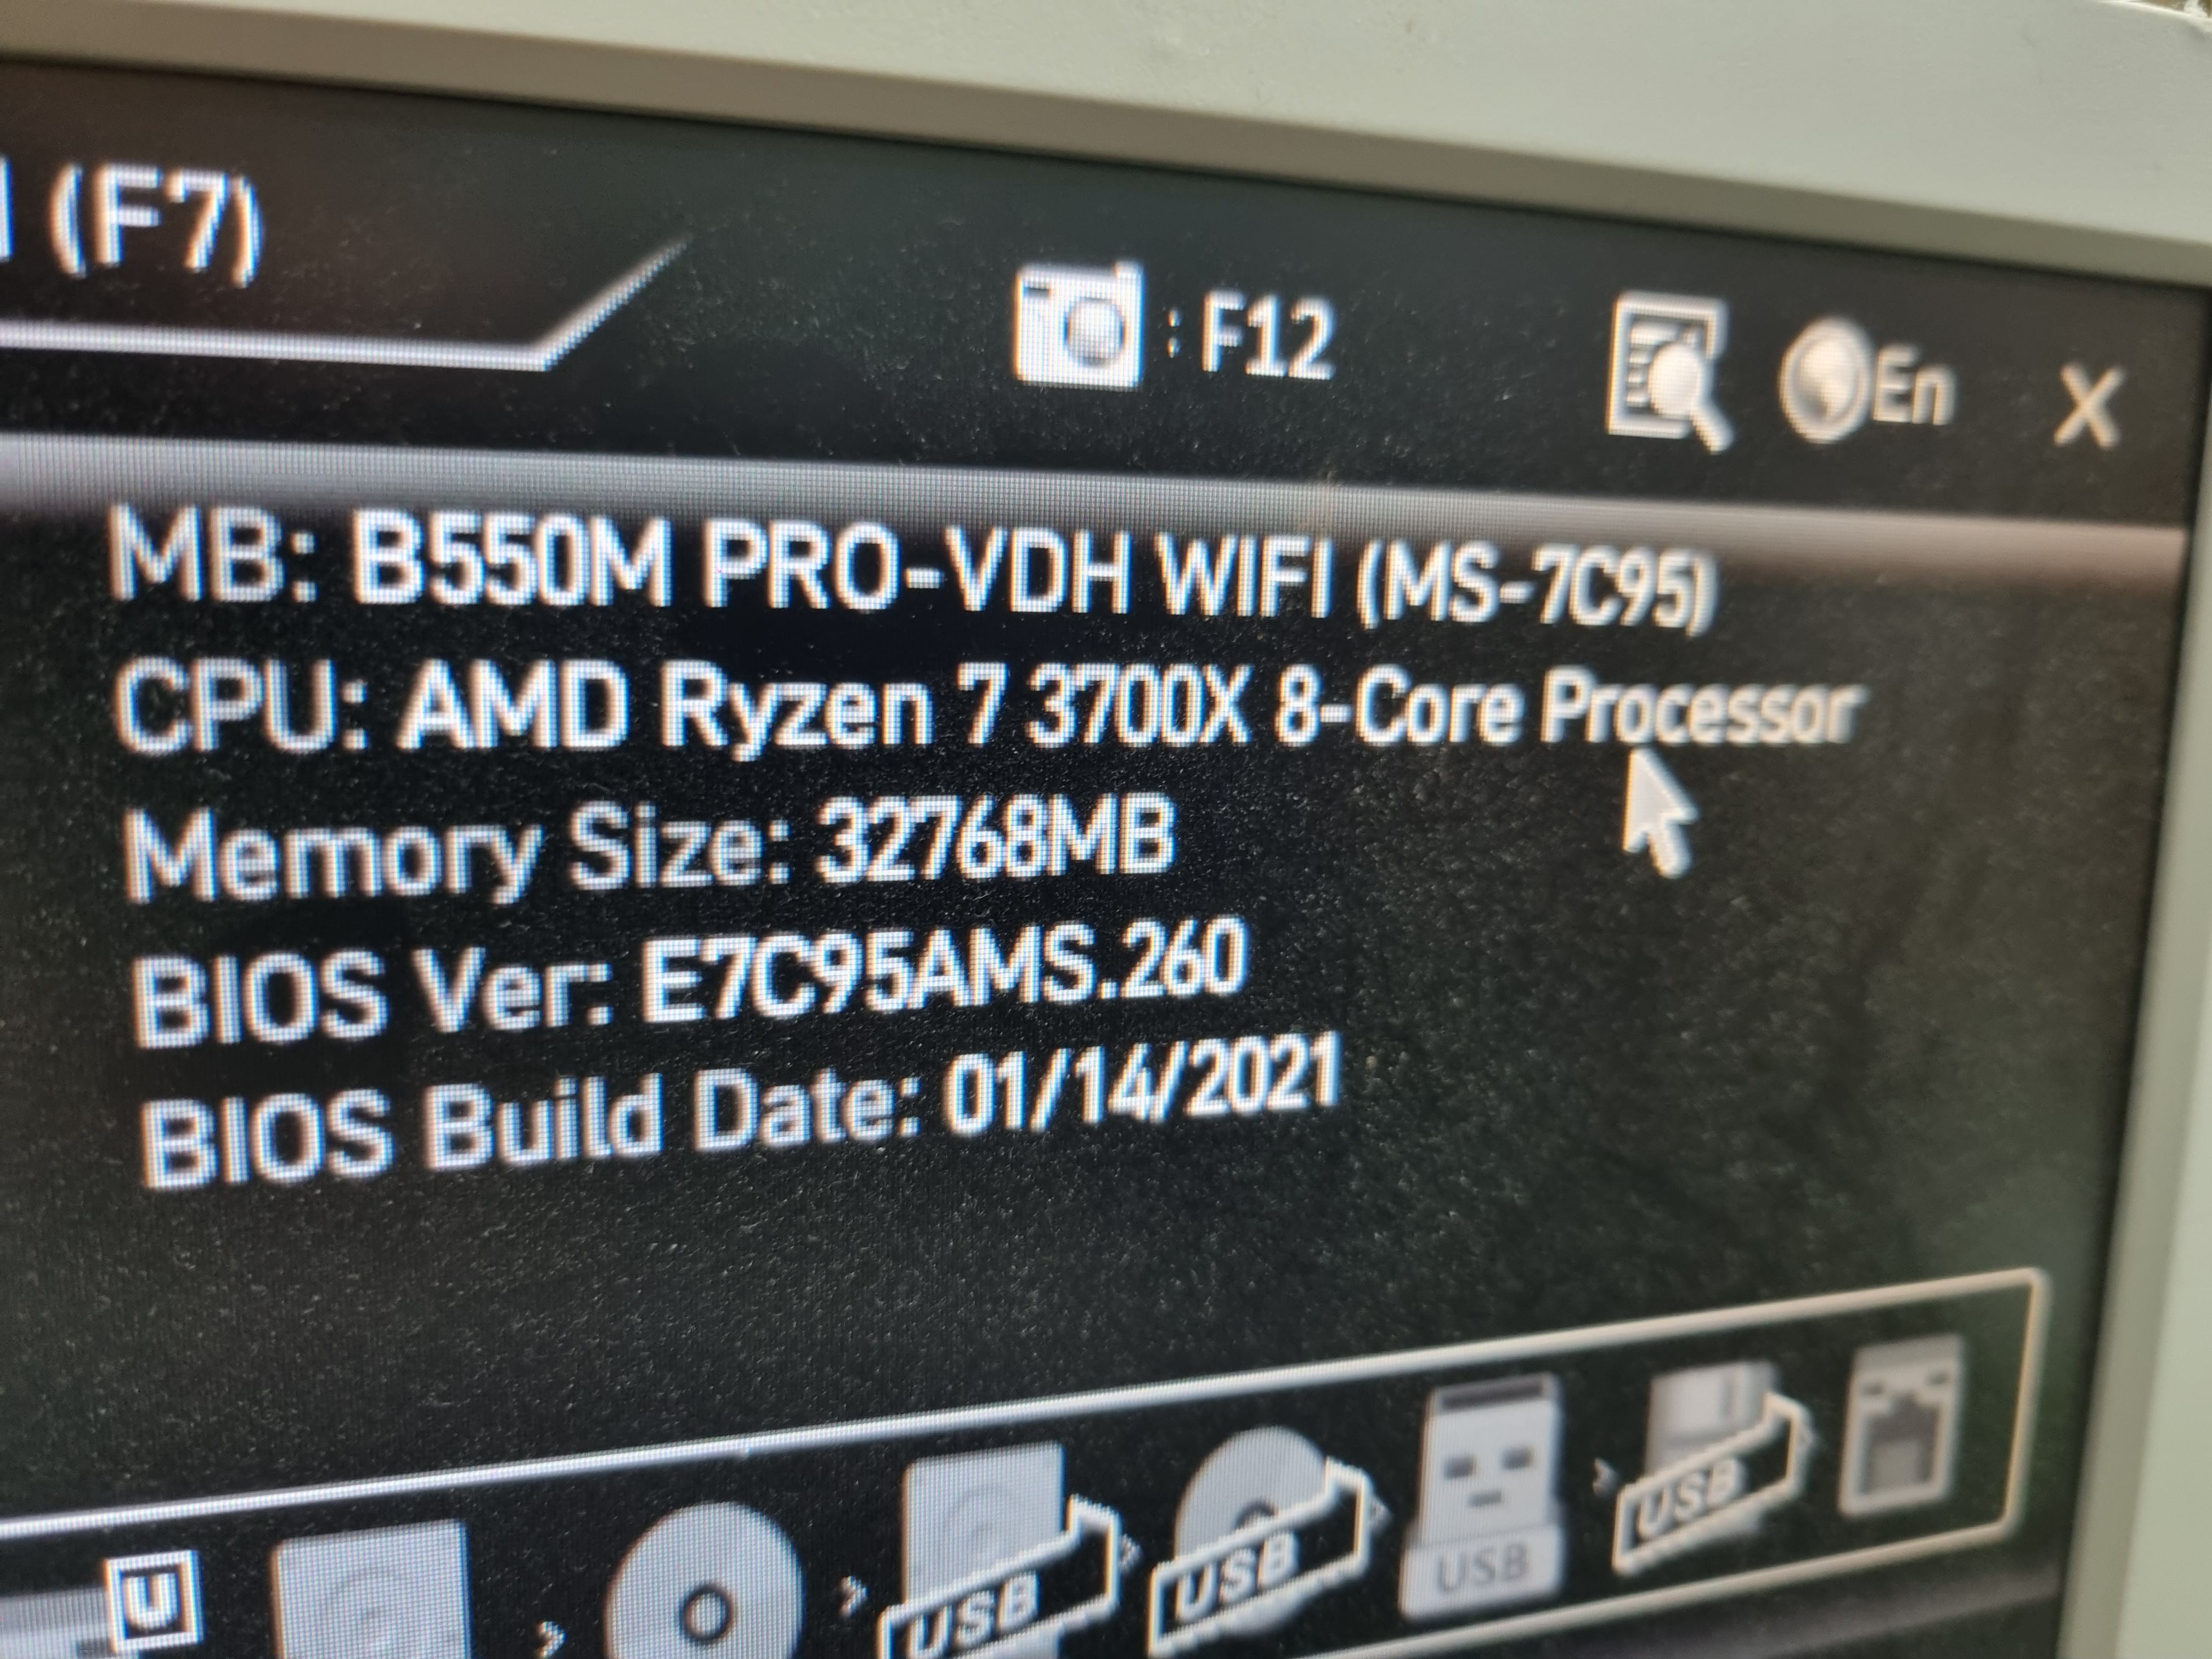 (F7)
: F12
En X
MB: B550M PRO-VDH WIFI (MS-7C95)
CPU: AMD Ryzen 7 3700X 8-Core Processor
Memory Size: 32768MB
BIOS Ver: E7C95AMS.260
BIOS Build Date: 01/14/2021
U USB USB USB USB